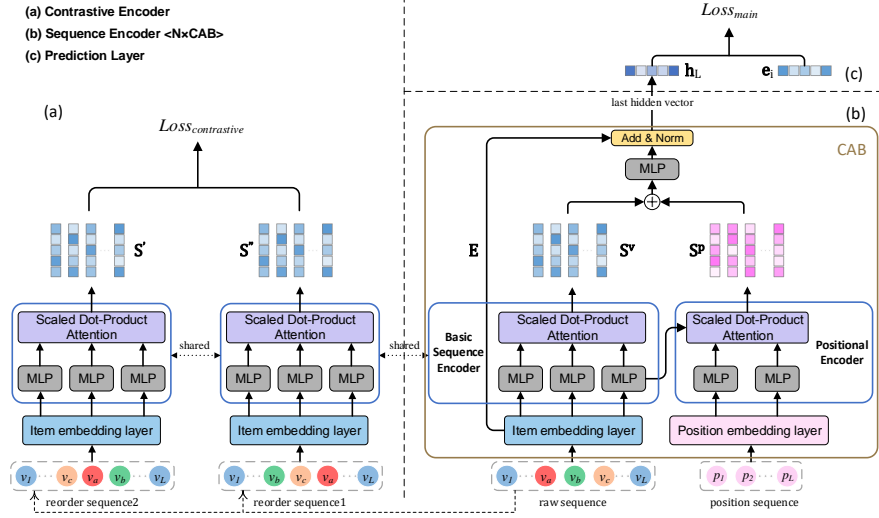 (a) Contrastive Encoder
(b) Sequence Encoder <N×CAB>
(c) Prediction Layer
Loss_main
h_L
e_i
(c)
last hidden vector
(a)
(b)
Loss_contrastive
Add & Norm
CAB
MLP
S'
S''
E
S^v
S^p
Scaled Dot-Product
Attention
MLP MLP MLP
Item embedding layer
shared
Scaled Dot-Product
Attention
MLP MLP MLP
Item embedding layer
shared
Basic
Sequence
Encoder
Scaled Dot-Product
Attention
MLP MLP MLP
Item embedding layer
Scaled Dot-Product
Attention
MLP MLP
Positional
Encoder
Position embedding layer
v_1 ··· v_c v_a v_b ·· v_L
v_1 ·· v_b v_c v_a ·· v_L
v_1 ·· v_a v_b v_c ·· v_L
p_1 p_2 ··· p_L
reorder sequence2
reorder sequence1
raw sequence
position sequence